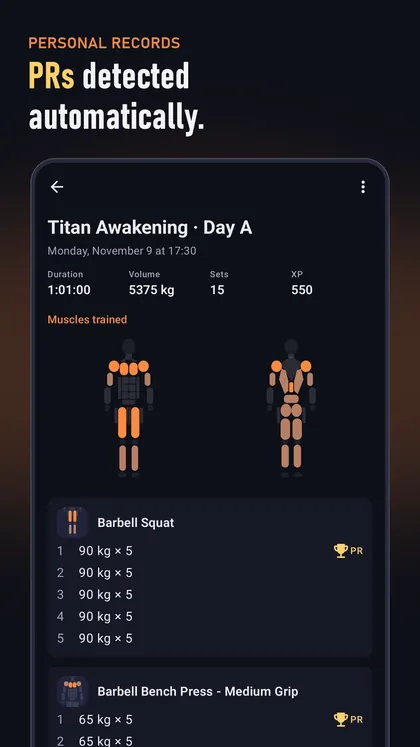 PERSONAL RECORDS
PRs detected
automatically.
Titan Awakening · Day A
Monday, November 9 at 17:30
Duration Volume Sets XP
1:01:00 5375 kg 15 550
Muscles trained
Barbell Squat
1 90 kg × 5 PR
2 90 kg × 5
3 90 kg × 5
4 90 kg × 5
5 90 kg × 5
Barbell Bench Press - Medium Grip
1 65 kg × 5 PR
2 65 kg × 5